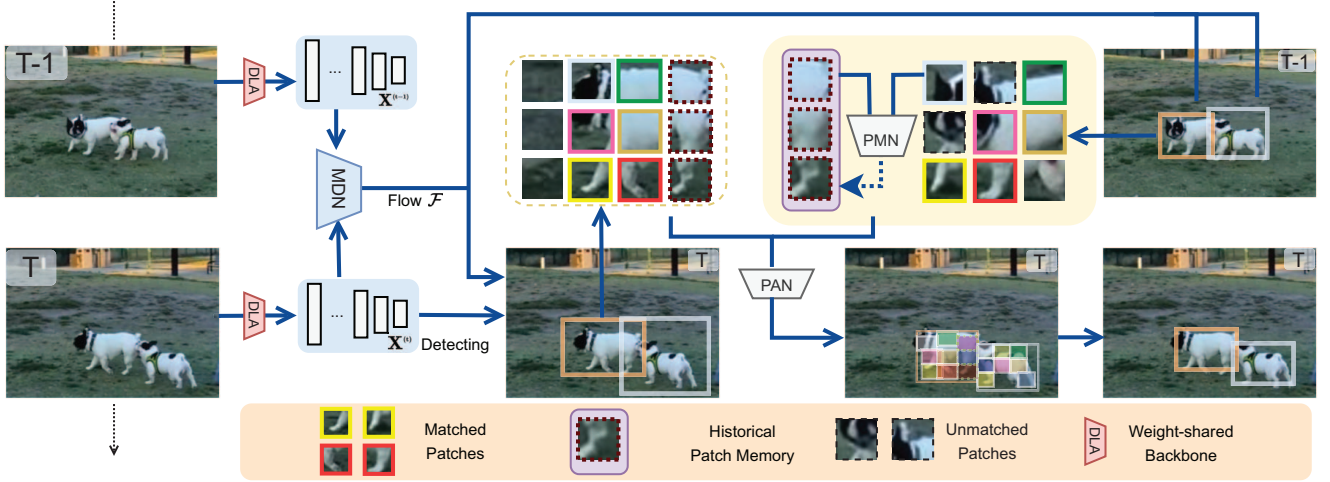 T-1
DLA
...
X(t−1)
T-1
PMN
MDN
Flow F
T
DLA
...
X(t)
Detecting
T
PAN
T
T
Matched
Patches
Historical
Patch Memory
Unmatched
Patches
DLA
Weight-shared
Backbone